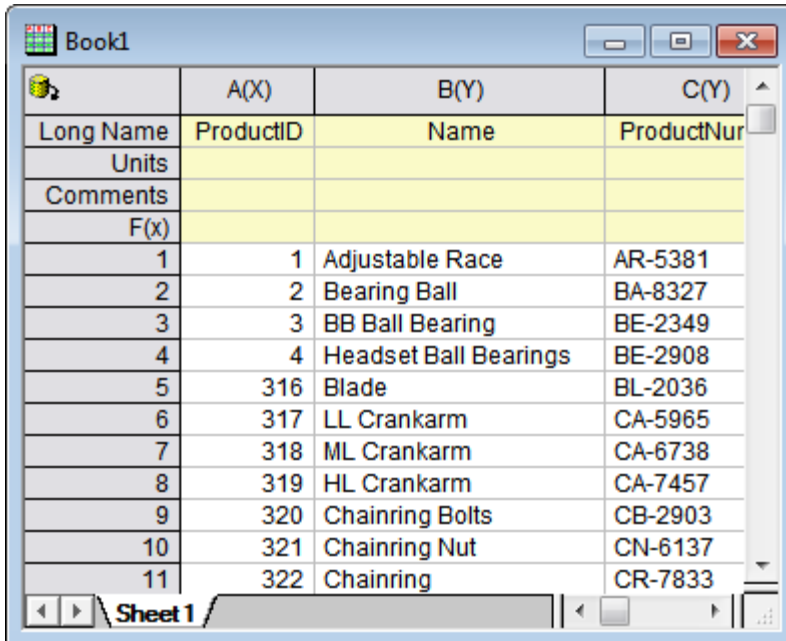 Book1
A(X) B(Y) C(Y)
Long Name ProductID Name ProductNur
Units
Comments
F(x)
1 1 Adjustable Race AR-5381
2 2 Bearing Ball BA-8327
3 3 BB Ball Bearing BE-2349
4 4 Headset Ball Bearings BE-2908
5 316 Blade BL-2036
6 317 LL Crankarm CA-5965
7 318 ML Crankarm CA-6738
8 319 HL Crankarm CA-7457
9 320 Chainring Bolts CB-2903
10 321 Chainring Nut CN-6137
11 322 Chainring CR-7833
Sheet1